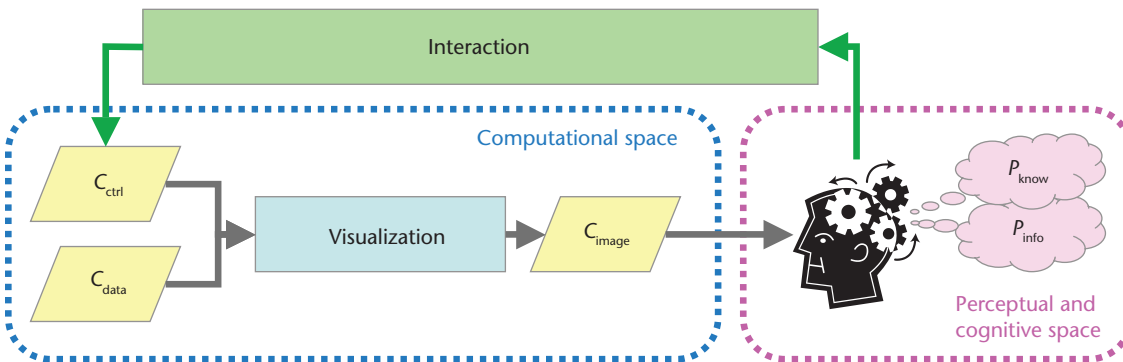 Interaction
Computational space
C_ctrl
C_data
Visualization
C_image
P_know
P_info
Perceptual and
cognitive space